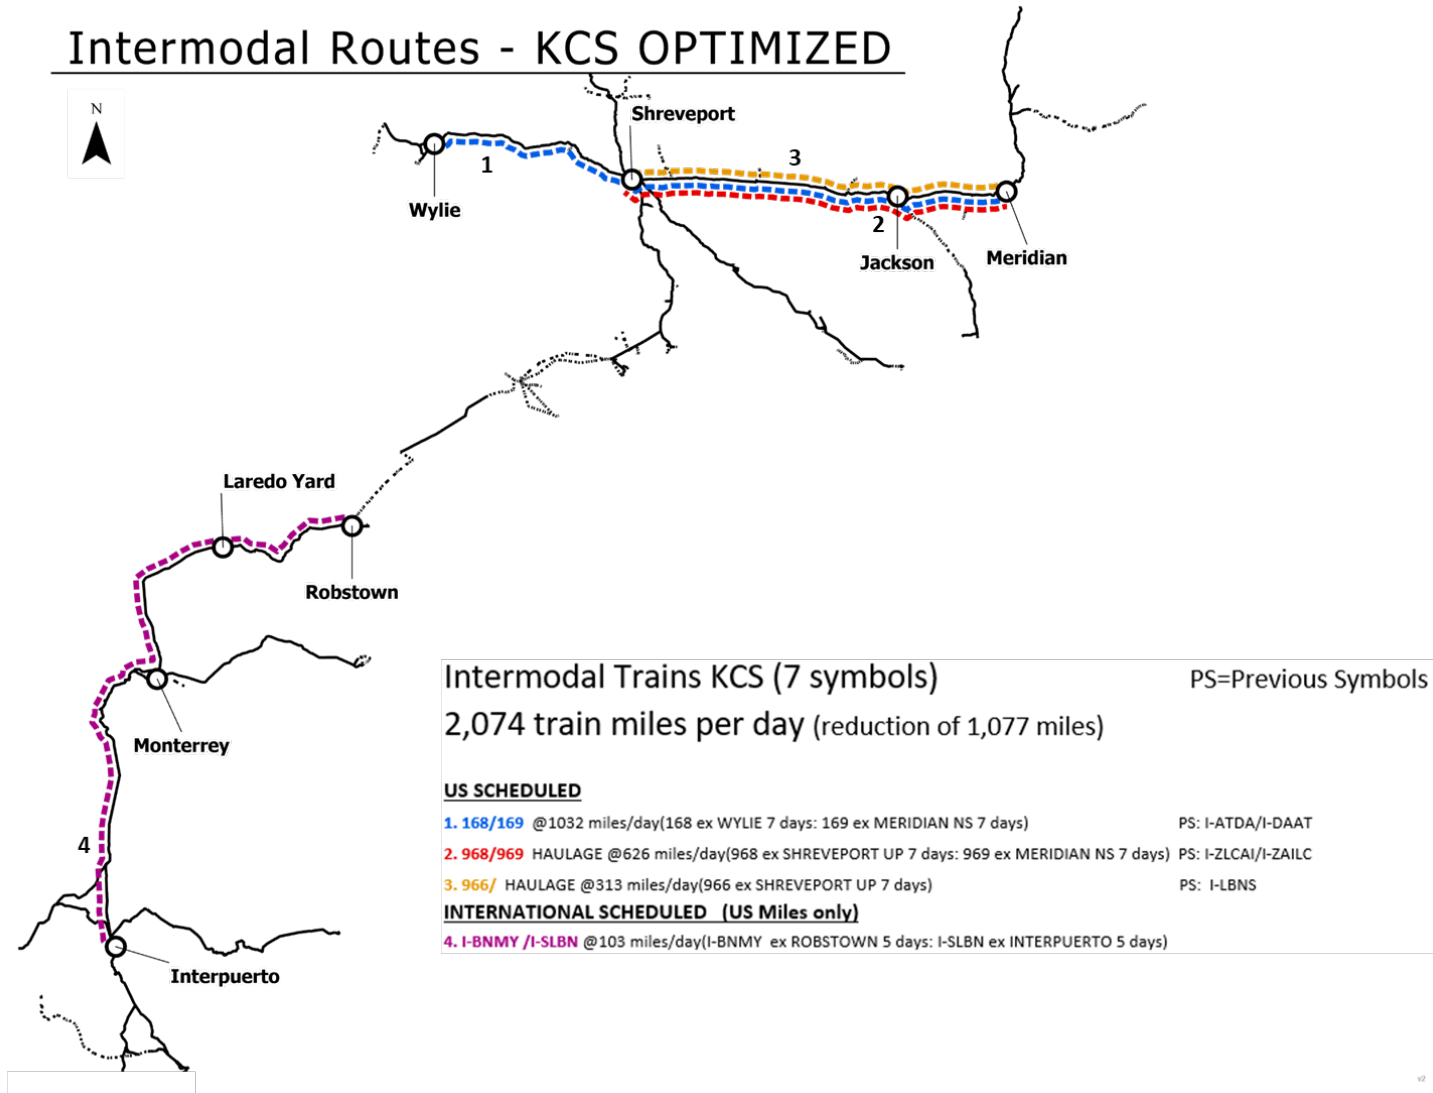 Intermodal Routes - KCS OPTIMIZED
N
Shreveport
3
1
Wylie
2
Jackson
Meridian
Laredo Yard
Robstown
Monterrey
4
Interpuerto
Intermodal Trains KCS (7 symbols) PS=Previous Symbols
2,074 train miles per day (reduction of 1,077 miles)
US SCHEDULED
1. 168/169 @1032 miles/day(168 ex WYLIE 7 days: 169 ex MERIDIAN NS 7 days) PS: I-ATDA/I-DAAT
2. 968/969 HAULAGE @626 miles/day(968 ex SHREVEPORT UP 7 days: 969 ex MERIDIAN NS 7 days) PS: I-ZLCAI/I-ZAILC
3. 966/ HAULAGE @313 miles/day(966 ex SHREVEPORT UP 7 days) PS: I-LBNS
INTERNATIONAL SCHEDULED (US Miles only)
4. I-BNMY /I-SLBN @103 miles/day(I-BNMY ex ROBSTOWN 5 days: I-SLBN ex INTERPUERTO 5 days)
v2